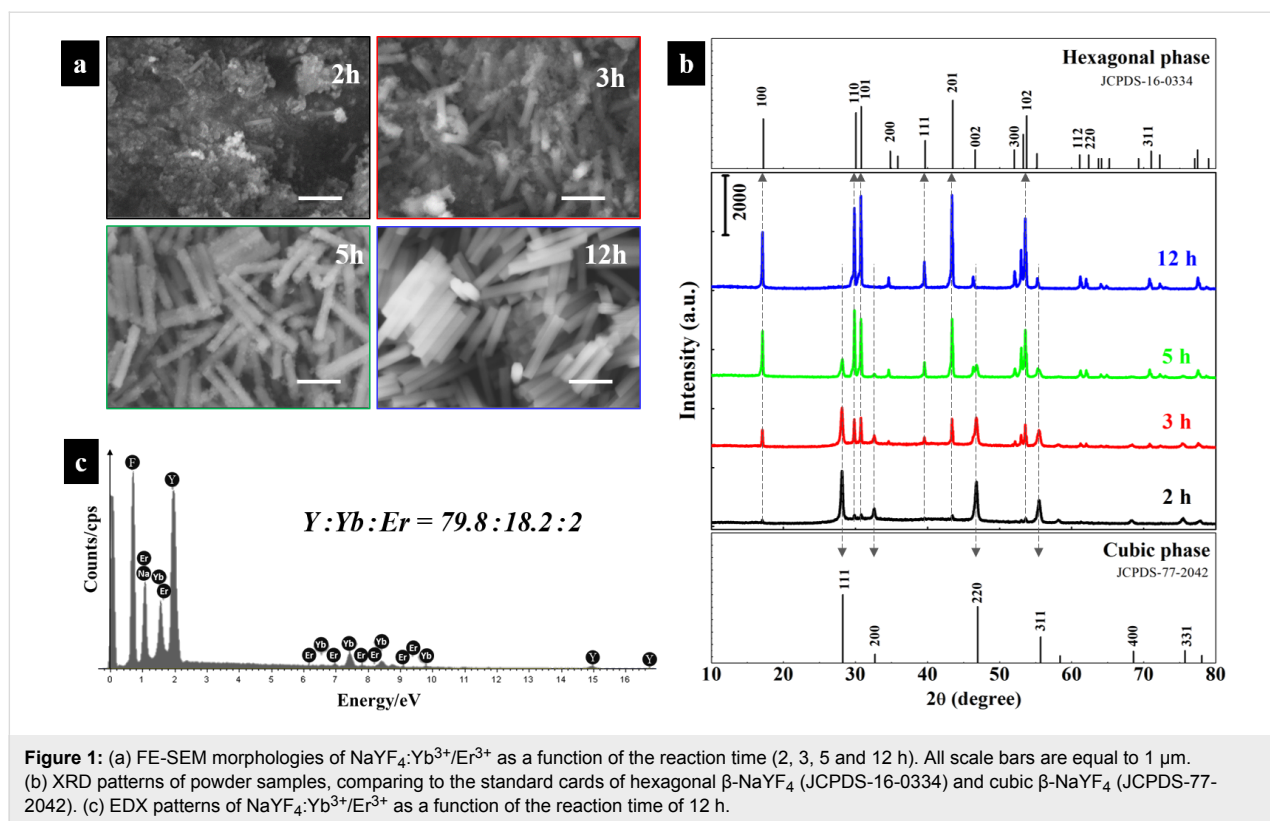 a
2h
3h
5h
12h
b
Hexagonal phase
JCPDS-16-0334
100
110
101
200
111
201
002
300
102
112
220
311
2000
12 h
5 h
3 h
2 h
Intensity (a.u.)
Cubic phase
JCPDS-77-2042
111
200
220
311
400
331
10 20 30 40 50 60 70 80
2θ (degree)
c
Y:Yb:Er = 79.8:18.2:2
Counts/cps
F
Er
Na
Yb
Er
Y
Er
Yb
Er
Yb
Er
Er
Yb
Er
Er
Yb
Y
Y
0 1 2 3 4 5 6 7 8 9 10 11 12 13 14 15 16
Energy/eV
Figure 1: (a) FE-SEM morphologies of NaYF₄:Yb³⁺/Er³⁺ as a function of the reaction time (2, 3, 5 and 12 h). All scale bars are equal to 1 μm.
(b) XRD patterns of powder samples, comparing to the standard cards of hexagonal β-NaYF₄ (JCPDS-16-0334) and cubic β-NaYF₄ (JCPDS-77-
2042). (c) EDX patterns of NaYF₄:Yb³⁺/Er³⁺ as a function of the reaction time of 12 h.